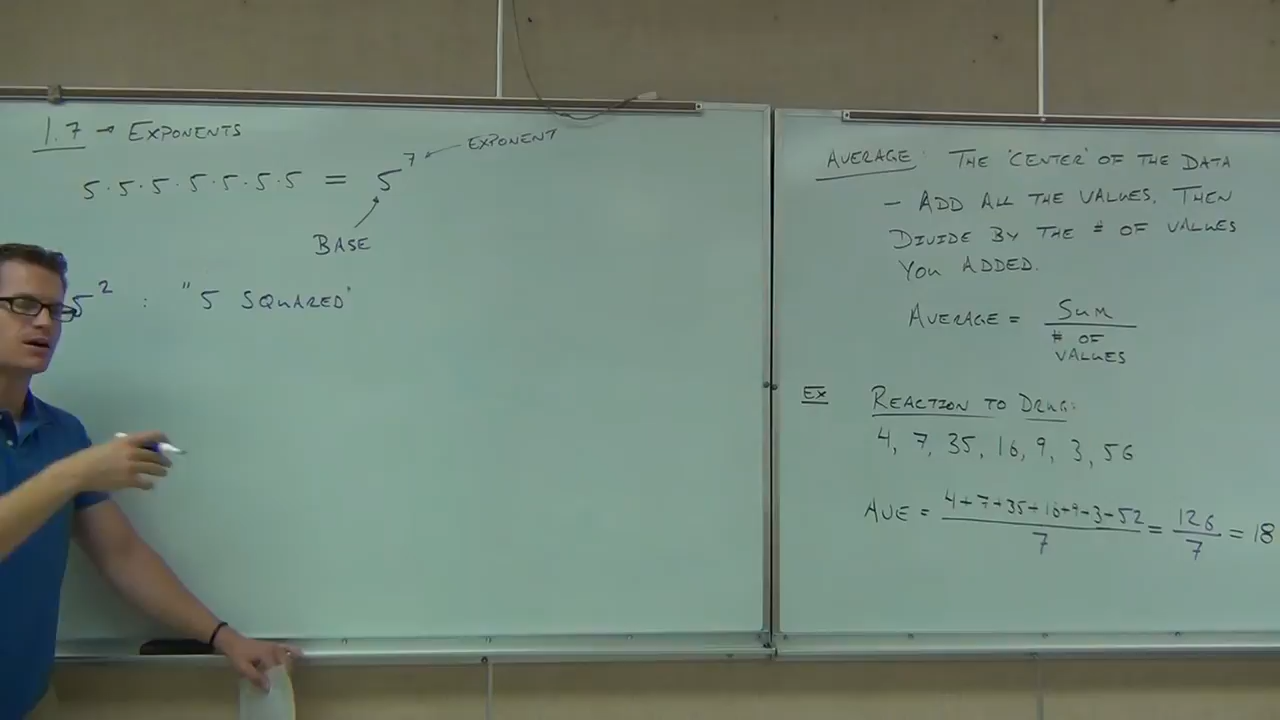 1.7 → EXPONENTS
5·5·5·5·5·5·5 = 5⁷ ← EXPONENT
BASE
5² : "5 SQUARED"
AVERAGE: THE 'CENTER' OF THE DATA
- ADD ALL THE VALUES, THEN
DIVIDE BY THE # OF VALUES
YOU ADDED.
AVERAGE = SUM / # OF VALUES
EX REACTION TO DRUG:
4, 7, 35, 16, 9, 3, 56
AVE = 4+7+35+16+9+3+52 / 7 = 126 / 7 = 18